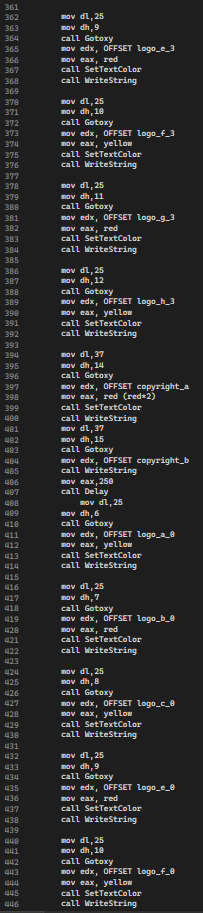 361
362 mov dl,25
363 mov dh,9
364 call Gotoxy
365 mov edx, OFFSET logo_e_3
366 mov eax, red
367 call SetTextColor
368 call WriteString
369
370 mov dl,25
371 mov dh,10
372 call Gotoxy
373 mov edx, OFFSET logo_f_3
374 mov eax, yellow
375 call SetTextColor
376 call WriteString
377
378 mov dl,25
379 mov dh,11
380 call Gotoxy
381 mov edx, OFFSET logo_g_3
382 mov eax, red
383 call SetTextColor
384 call WriteString
385
386 mov dl,25
387 mov dh,12
388 call Gotoxy
389 mov edx, OFFSET logo_h_3
390 mov eax, yellow
391 call SetTextColor
392 call WriteString
393
394 mov dl,37
395 mov dh,14
396 call Gotoxy
397 mov edx, OFFSET copyright_a
398 mov eax, red (red*2)
399 call SetTextColor
400 call WriteString
401 mov dl,37
402 mov dh,15
403 call Gotoxy
404 mov edx, OFFSET copyright_b
405 call WriteString
406 mov eax,250
407 call Delay
408 mov dl,25
409 mov dh,6
410 call Gotoxy
411 mov edx, OFFSET logo_a_0
412 mov eax, yellow
413 call SetTextColor
414 call WriteString
415
416 mov dl,25
417 mov dh,7
418 call Gotoxy
419 mov edx, OFFSET logo_b_0
420 mov eax, red
421 call SetTextColor
422 call WriteString
423
424 mov dl,25
425 mov dh,8
426 call Gotoxy
427 mov edx, OFFSET logo_c_0
428 mov eax, yellow
429 call SetTextColor
430 call WriteString
431
432 mov dl,25
433 mov dh,9
434 call Gotoxy
435 mov edx, OFFSET logo_e_0
436 mov eax, red
437 call SetTextColor
438 call WriteString
439
440 mov dl,25
441 mov dh,10
442 call Gotoxy
443 mov edx, OFFSET logo_f_0
444 mov eax, yellow
445 call SetTextColor
446 call WriteString